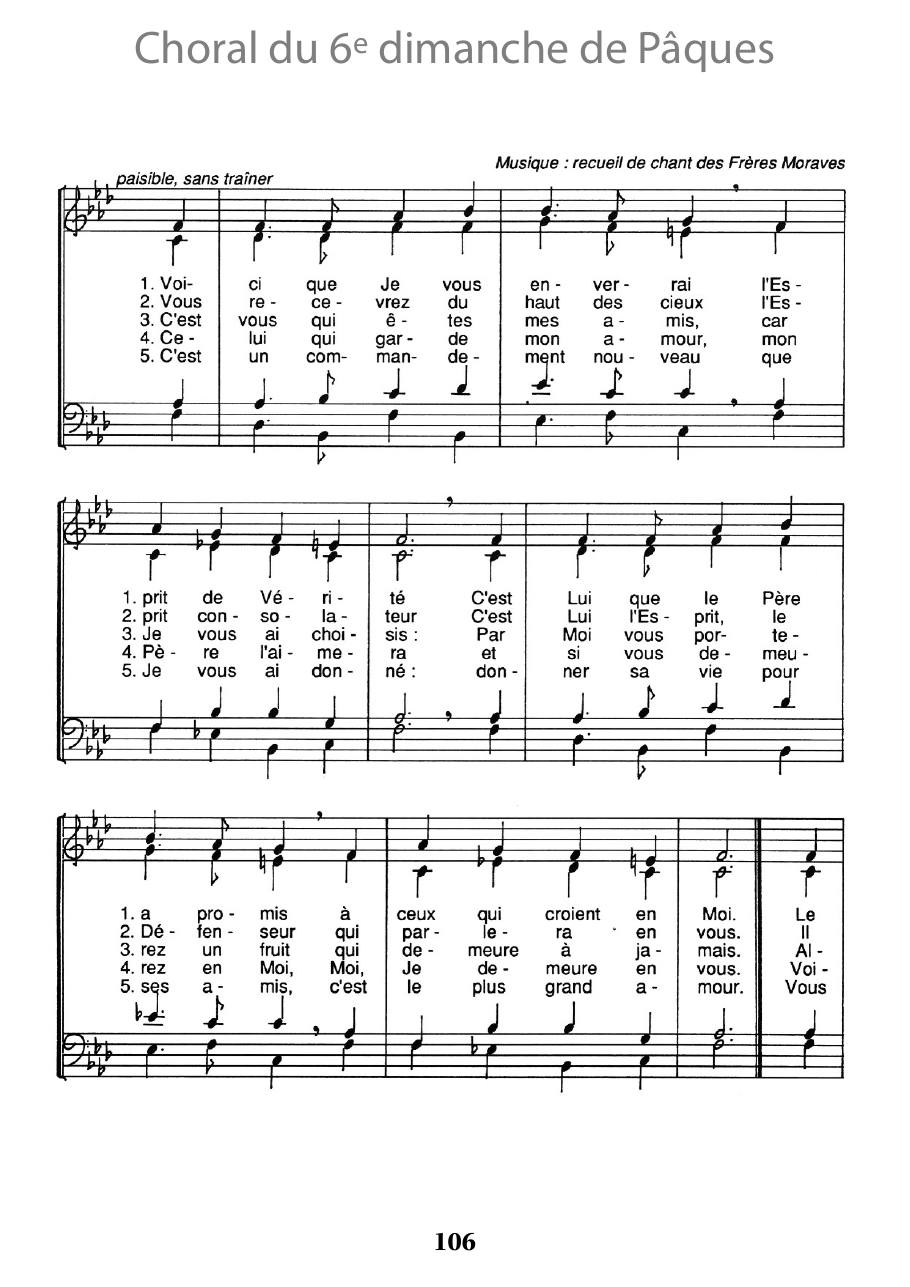 Choral du 6e dimanche de Pâques
Musique : recueil de chant des Frères Moraves
paisible, sans traîner
1. Voi- ci que Je vous en - ver - rai l'Es -
2. Vous re - ce - vrez du haut des cieux l'Es -
3. C'est vous qui ê - tes mes a - mis, car
4. Ce - lui qui gar - de mon a - mour, mon
5. C'est un com- man- de - ment nou - veau que
1. prit de Vé - ri - té C'est Lui que le Père
2. prit con - so - la - teur C'est Lui l'Es - prit, le
3. Je vous ai choi - sis : Par Moi vous por- te -
4. Pè - re l'ai - me - ra et si vous de - meu -
5. Je vous ai don - né : don - ner sa vie pour
1. a pro - mis à ceux qui croient en Moi. Le
2. Dé - fen - seur qui par - le - ra en vous. Il
3. rez un fruit qui de - meure à ja - mais. Al -
4. rez en Moi, Moi, Je de - meure en vous. Voi -
5. ses a - mis, c'est le plus grand a - mour. Vous
106